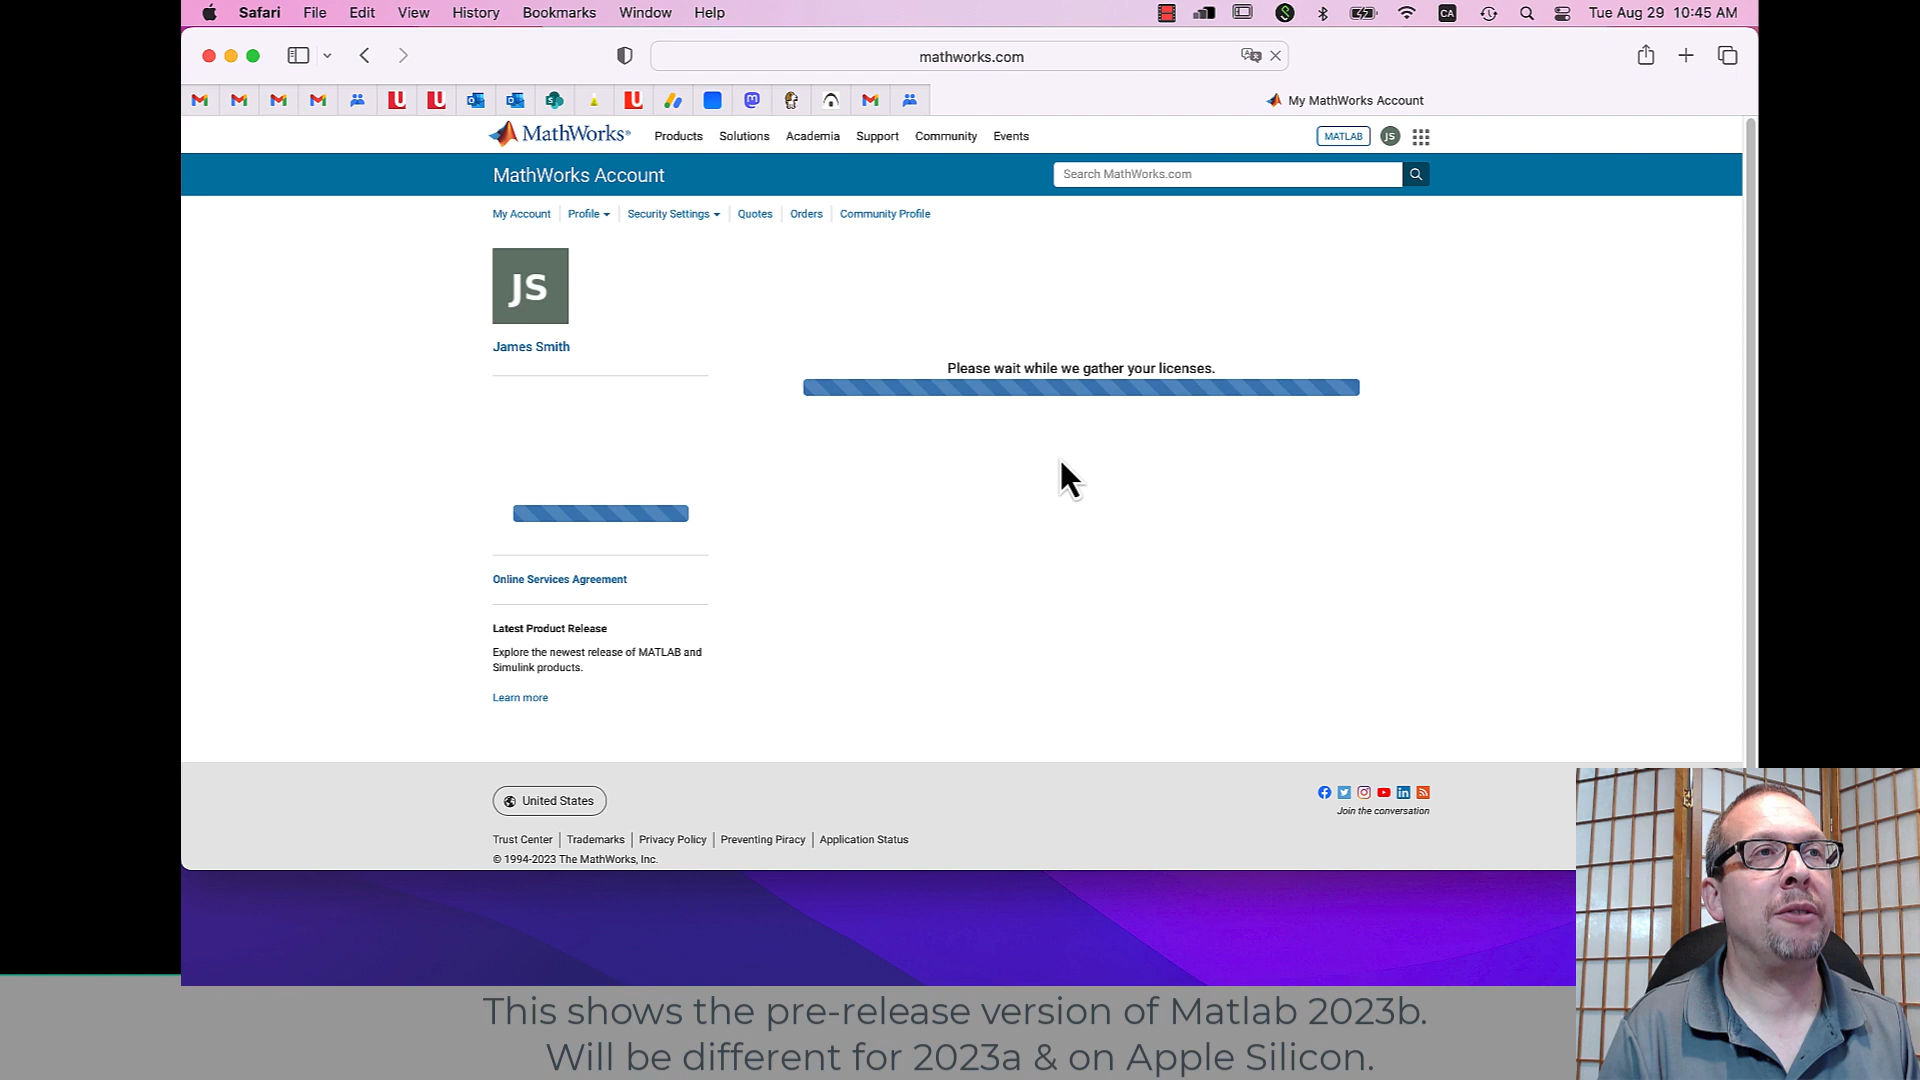 Safari File Edit View History Bookmarks Window Help
CA Tue Aug 29 10:45 AM
mathworks.com
My MathWorks Account
MathWorks® Products Solutions Academia Support Community Events
MATLAB JS
MathWorks Account
Search MathWorks.com
My Account Profile Security Settings Quotes Orders Community Profile
JS
James Smith
Please wait while we gather your licenses.
Online Services Agreement
Latest Product Release
Explore the newest release of MATLAB and
Simulink products.
Learn more
United States
Join the conversation
Trust Center Trademarks Privacy Policy Preventing Piracy Application Status
© 1994-2023 The MathWorks, Inc.
This shows the pre-release version of Matlab 2023b.
Will be different for 2023a & on Apple Silicon.